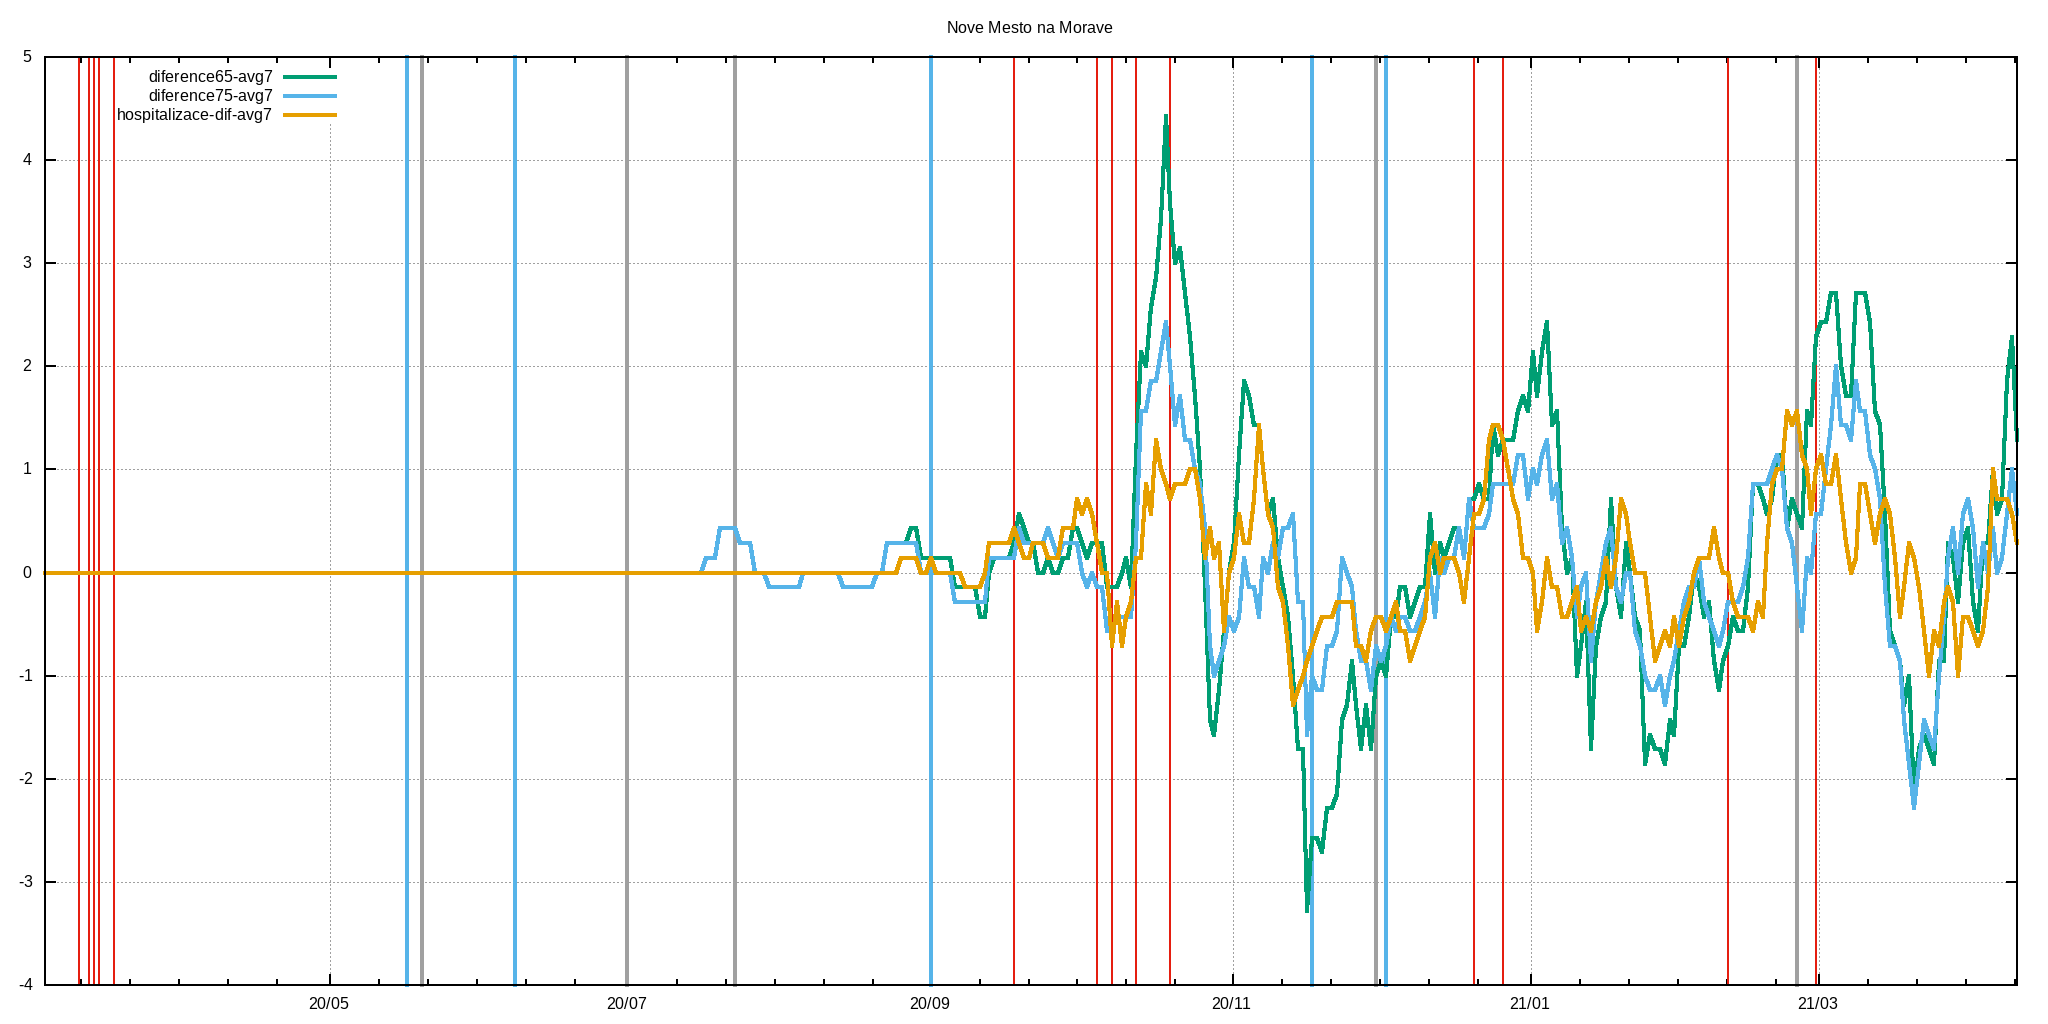 Nove Mesto na Morave
5
4
3
2
1
0
-1
-2
-3
-4
diference65-avg7
diference75-avg7
hospitalizace-dif-avg7
20/05 20/07 20/09 20/11 21/01 21/03